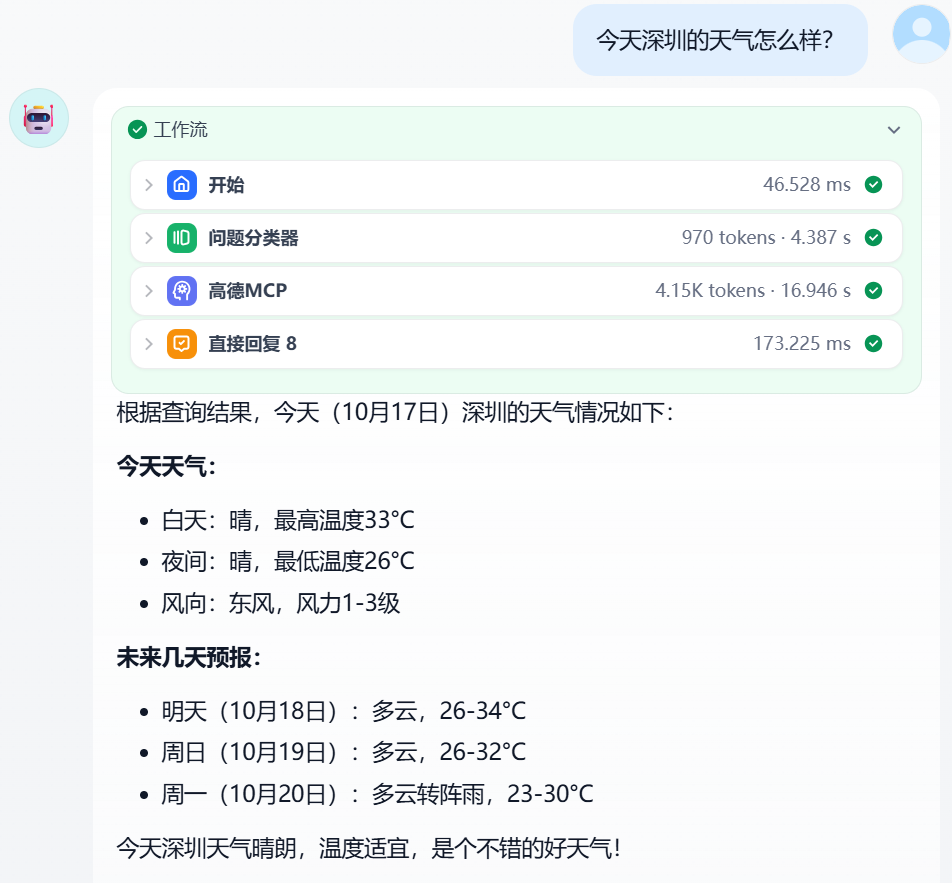 今天深圳的天气怎么样?
工作流
开始 46.528 ms
问题分类器 970 tokens · 4.387 s
高德MCP 4.15K tokens · 16.946 s
直接回复 8 173.225 ms
根据查询结果，今天（10月17日）深圳的天气情况如下：
今天天气：
• 白天：晴，最高温度33°C
• 夜间：晴，最低温度26°C
• 风向：东风，风力1-3级
未来几天预报：
• 明天（10月18日）：多云，26-34°C
• 周日（10月19日）：多云，26-32°C
• 周一（10月20日）：多云转阵雨，23-30°C
今天深圳天气晴朗，温度适宜，是个不错的好天气！